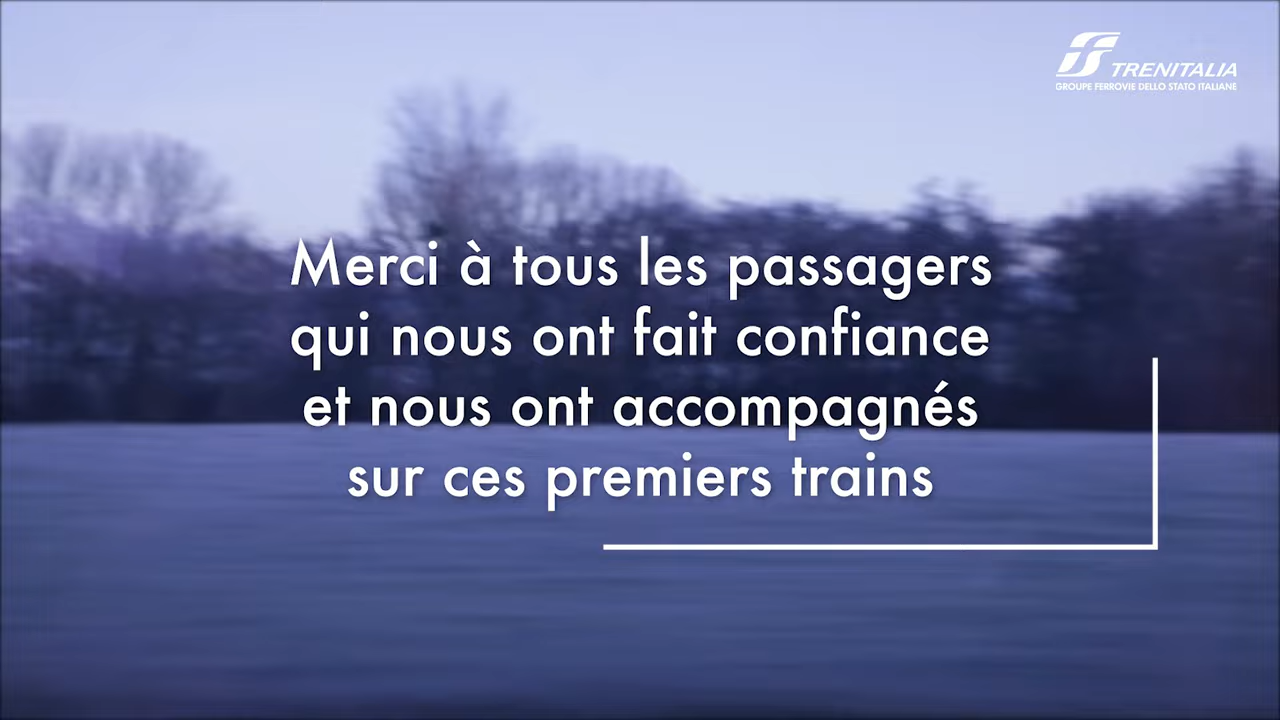 TRENITALIA
GROUPE FERROVIE DELLO STATO ITALIANE
Merci à tous les passagers
qui nous ont fait confiance
et nous ont accompagnés
sur ces premiers trains